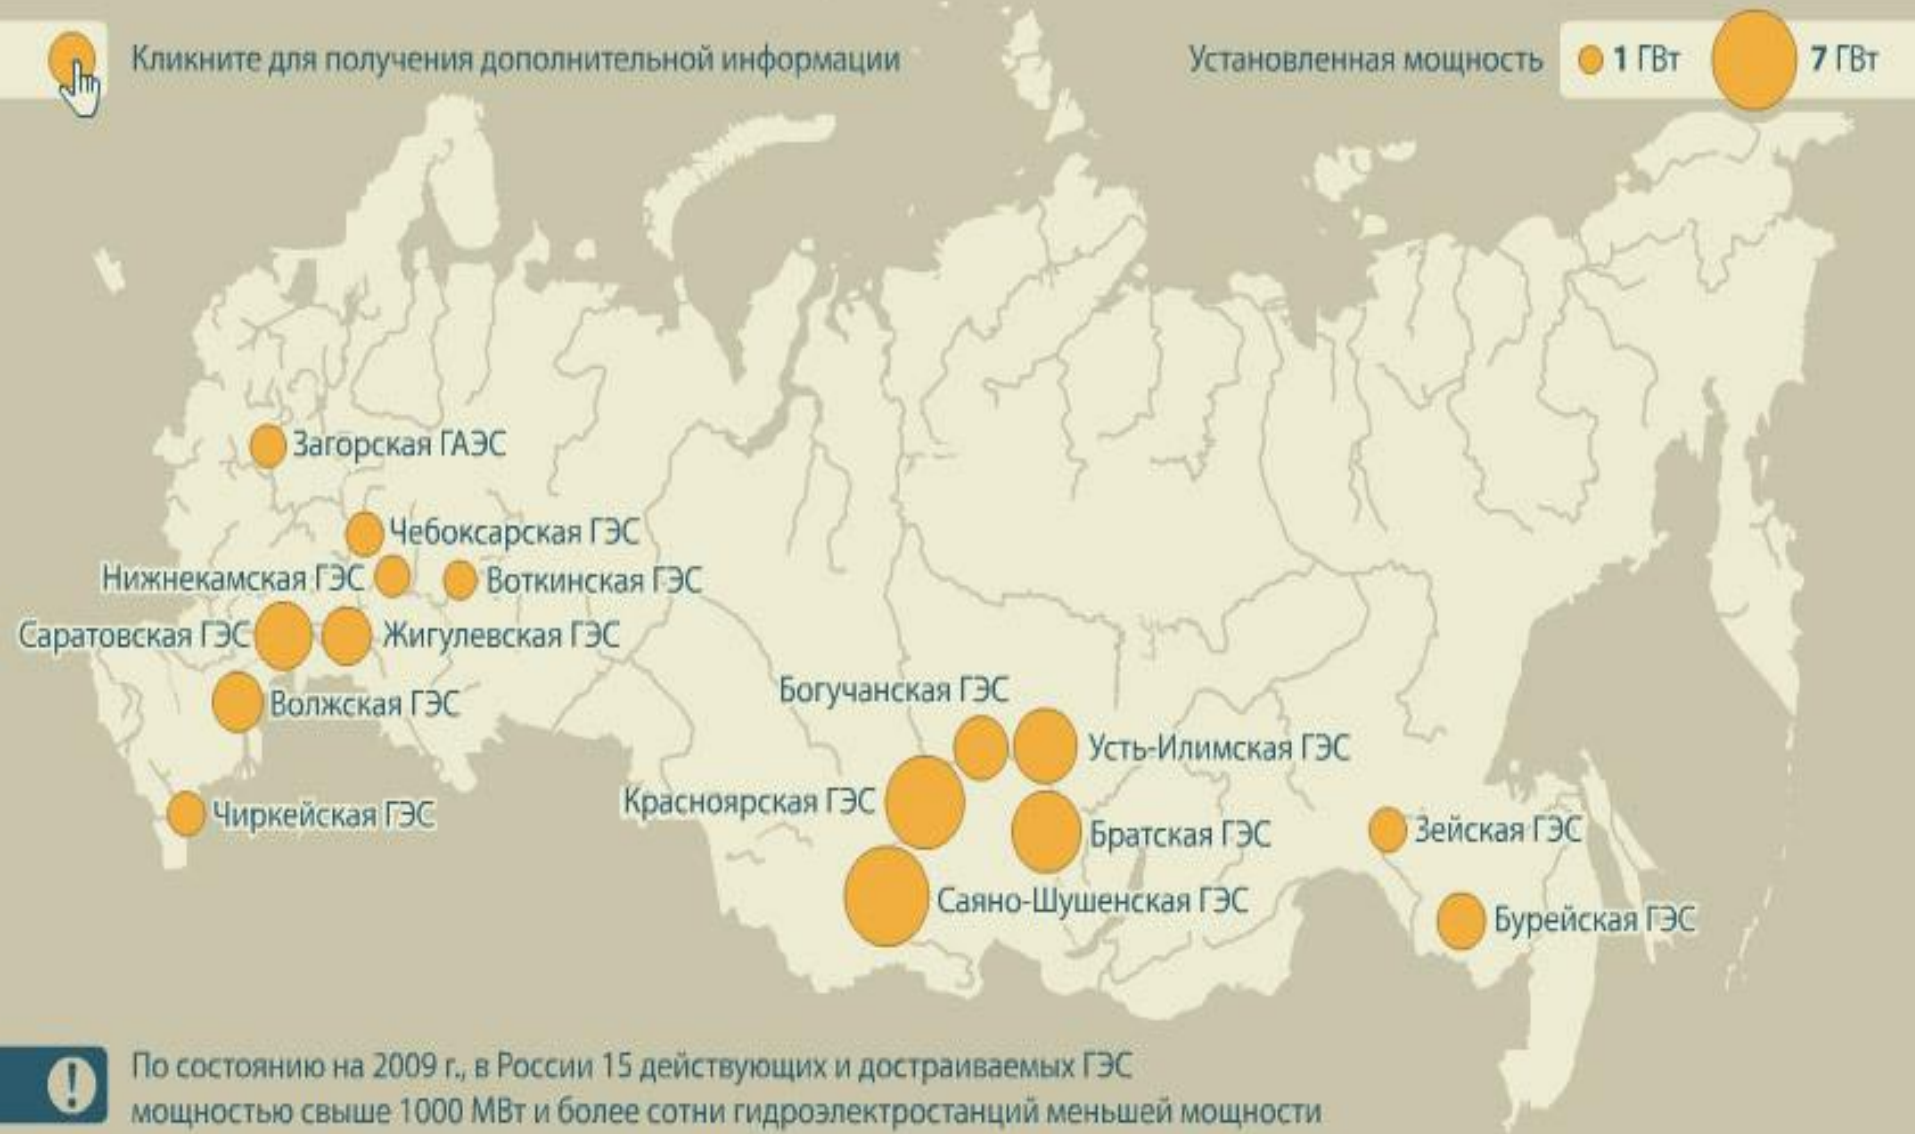 Кликните для получения дополнительной информации
Установленная мощность 1 ГВт 7 ГВт
Загорская ГАЭС
Чебоксарская ГЭС
Нижнекамская ГЭС
Воткинская ГЭС
Саратовская ГЭС
Жигулевская ГЭС
Волжская ГЭС
Чиркейская ГЭС
Богучанская ГЭС
Усть-Илимская ГЭС
Красноярская ГЭС
Братская ГЭС
Саяно-Шушенская ГЭС
Зейская ГЭС
Бурейская ГЭС
!
По состоянию на 2009 г., в России 15 действующих и достраиваемых ГЭС
мощностью свыше 1000 МВт и более сотни гидроэлектростанций меньшей мощности